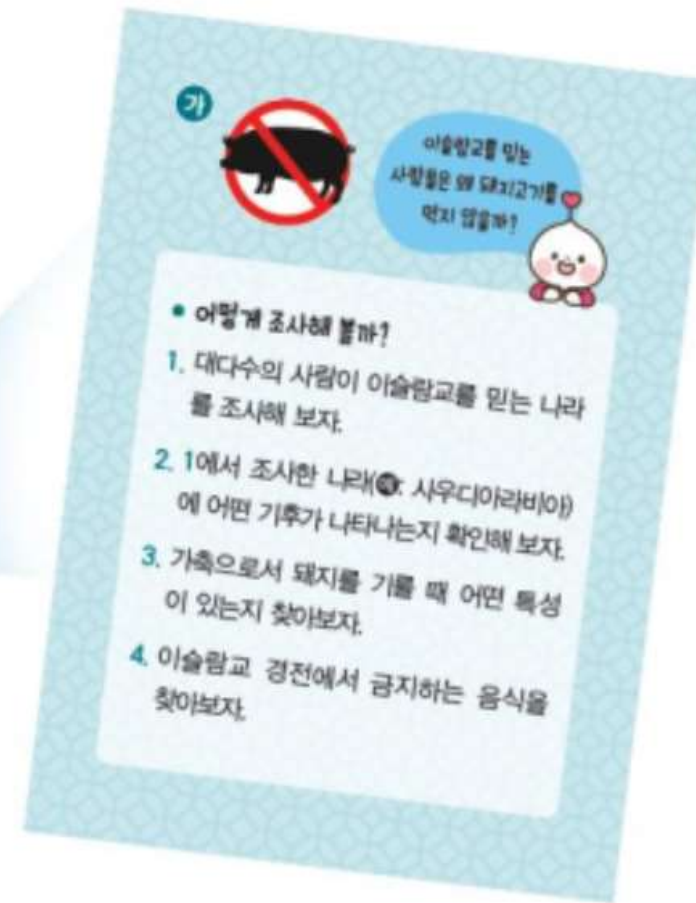 가
이슬람교를 믿는
사람들은 왜 돼지고기를
먹지 않을까?
• 어떻게 조사해 볼까?
1. 대다수의 사람이 이슬람교를 믿는 나라
를 조사해 보자.
2. 1에서 조사한 나라(예: 사우디아라비아)
에 어떤 기후가 나타나는지 확인해 보자.
3. 가축으로서 돼지를 기를 때 어떤 특성
이 있는지 찾아보자.
4. 이슬람교 경전에서 금지하는 음식을
찾아보자.